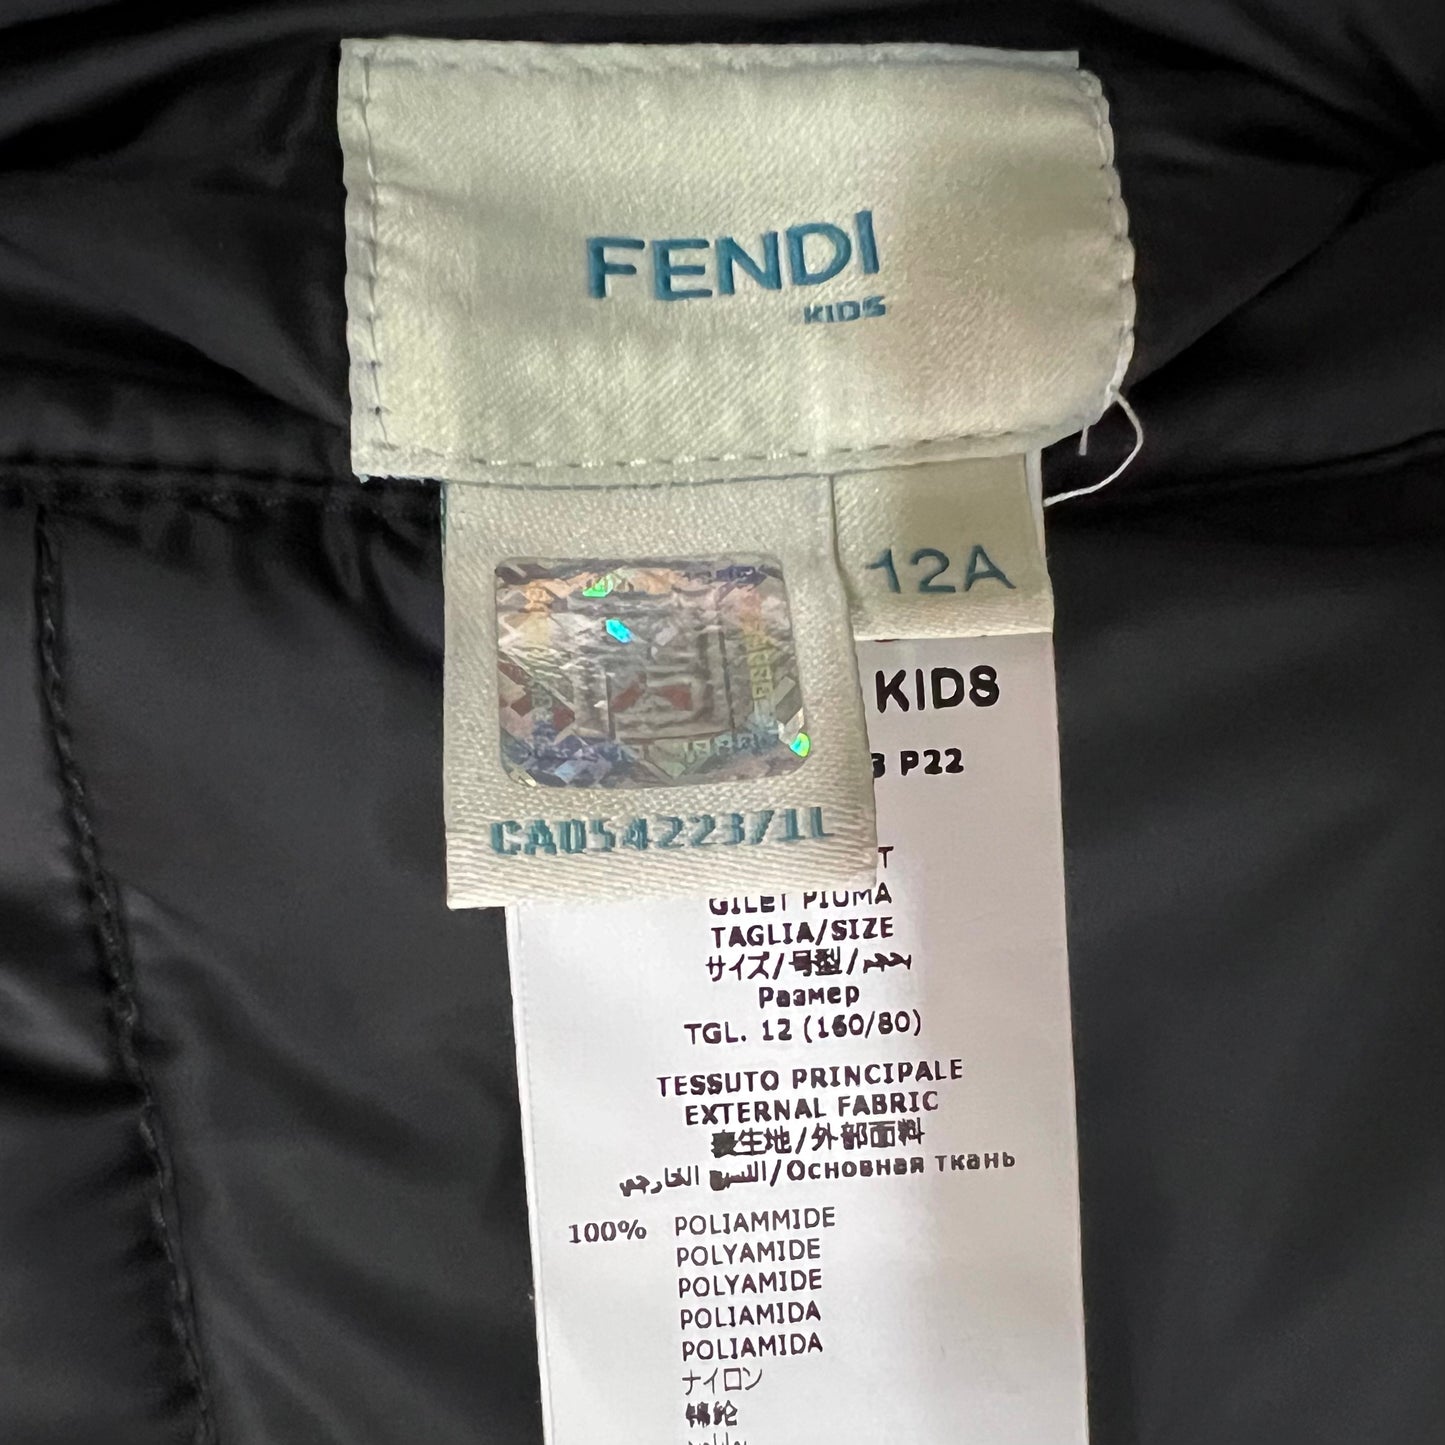 FENDI
KIDS
12A
CA054223/1L
KIDS
P22
GILET PIUMA
TAGLIA/SIZE
サイズ/号型/
Размер
TGL. 12 (160/80)
TESSUTO PRINCIPALE
EXTERNAL FABRIC
表生地/外部面料
النسيج الخارجي/Основная ткань
100% POLIAMMIDE
POLYAMIDE
POLYAMIDE
POLIAMIDA
POLIAMIDA
ナイロン
锦纶